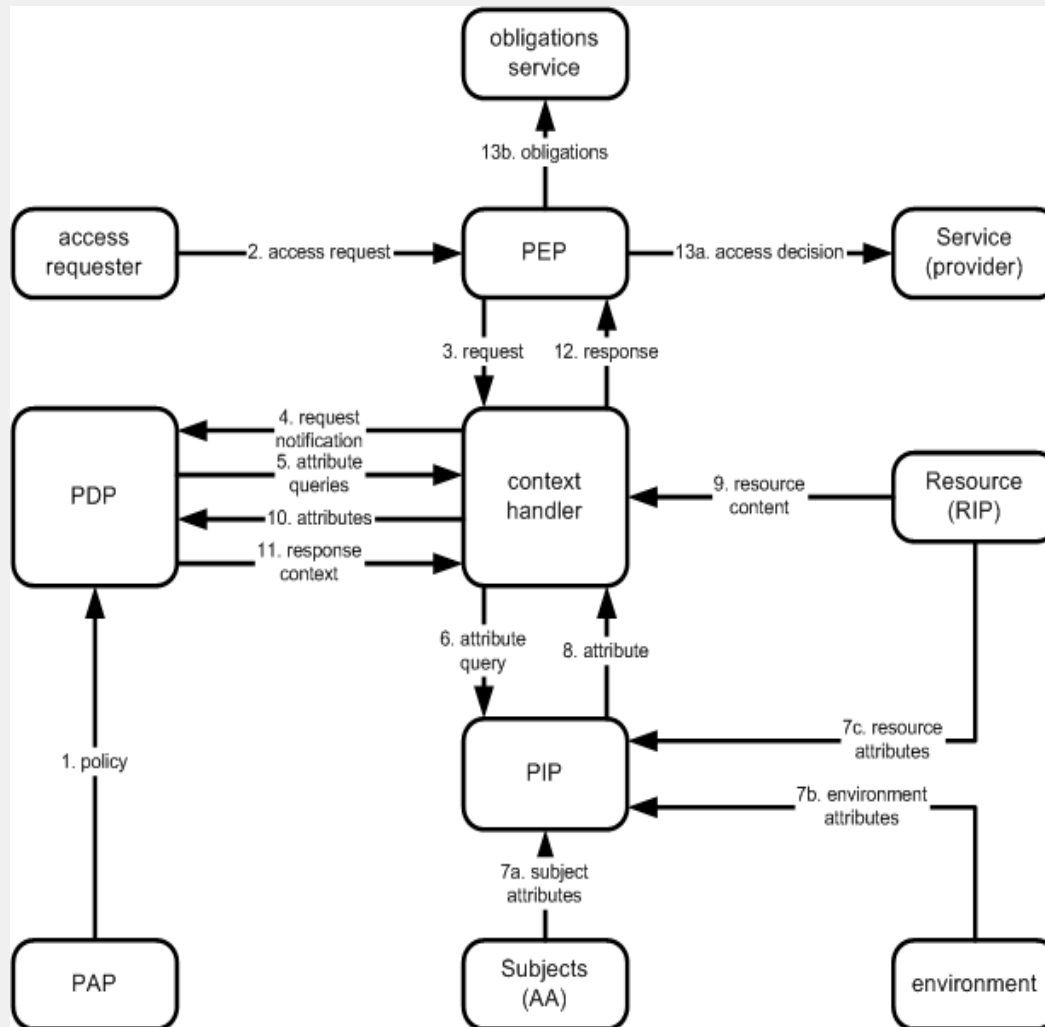 obligations
service
13b. obligations
access
requester
2. access request
PEP
13a. access decision
Service
(provider)
3. request
12. response
4. request
notification
5. attribute
queries
PDP
context
handler
10. attributes
11. response
context
9. resource
content
Resource
(RIP)
6. attribute
query
8. attribute
1. policy
PIP
7c. resource
attributes
7b. environment
attributes
7a. subject
attributes
PAP
Subjects
(AA)
environment